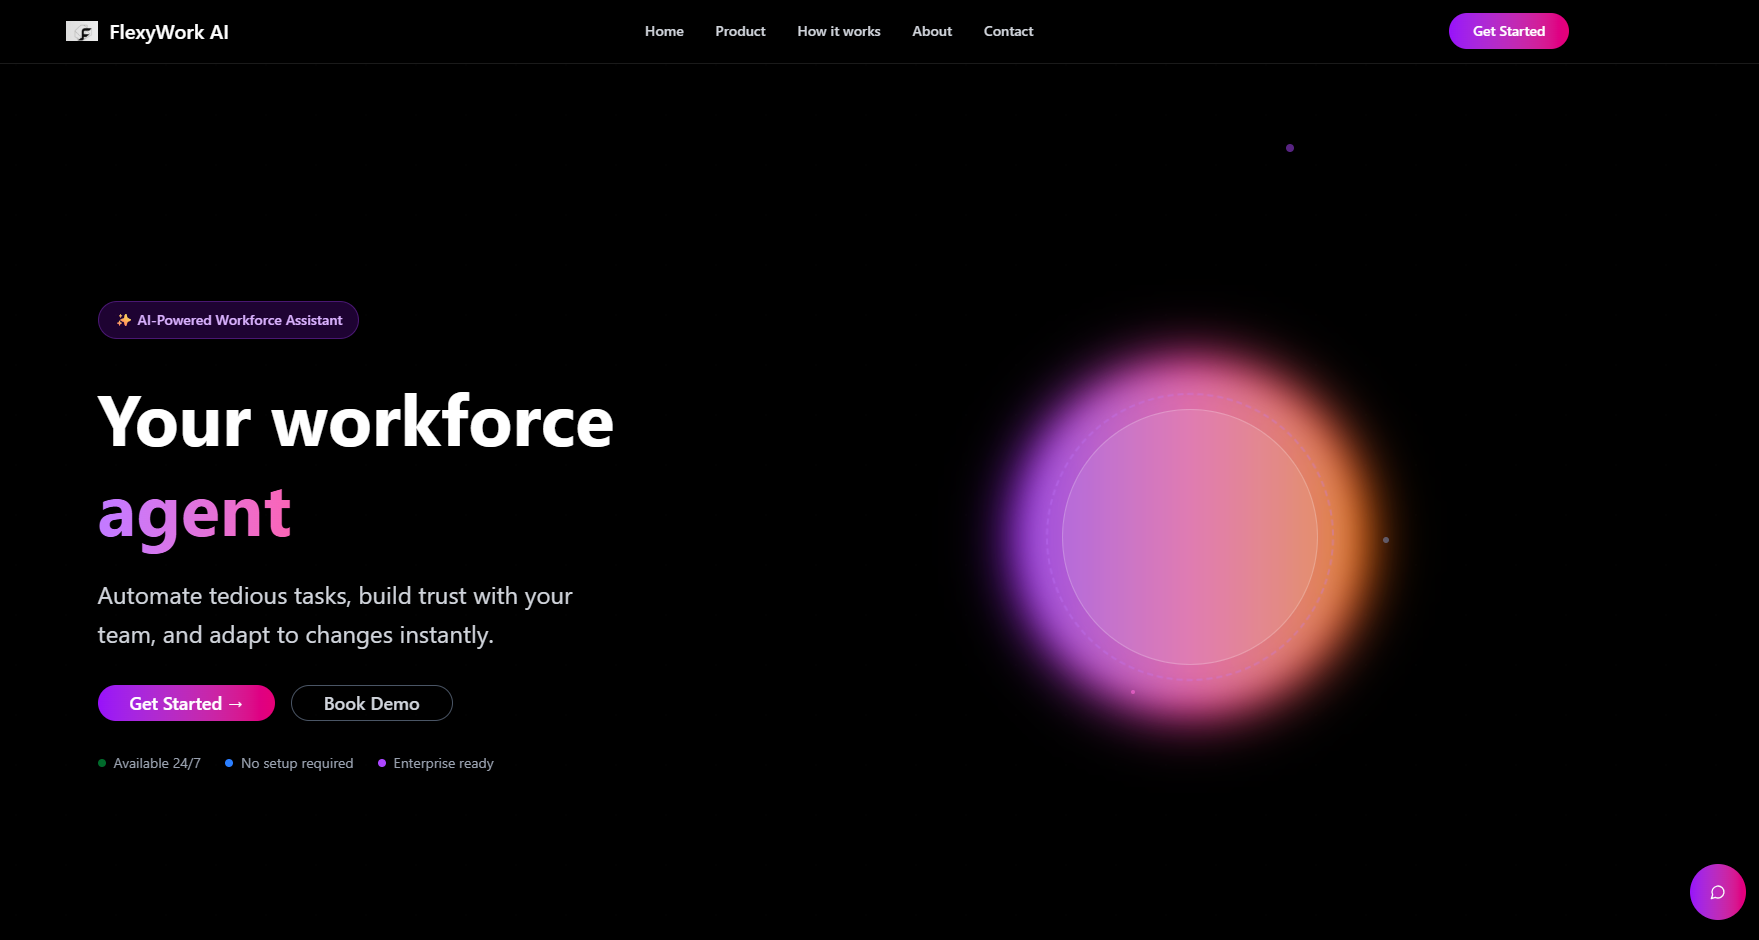 FlexyWork AI
Home
Product
How it works
About
Contact
Get Started
✨ AI-Powered Workforce Assistant
Your workforce
agent
Automate tedious tasks, build trust with your
team, and adapt to changes instantly.
Get Started →
Book Demo
Available 24/7
No setup required
Enterprise ready